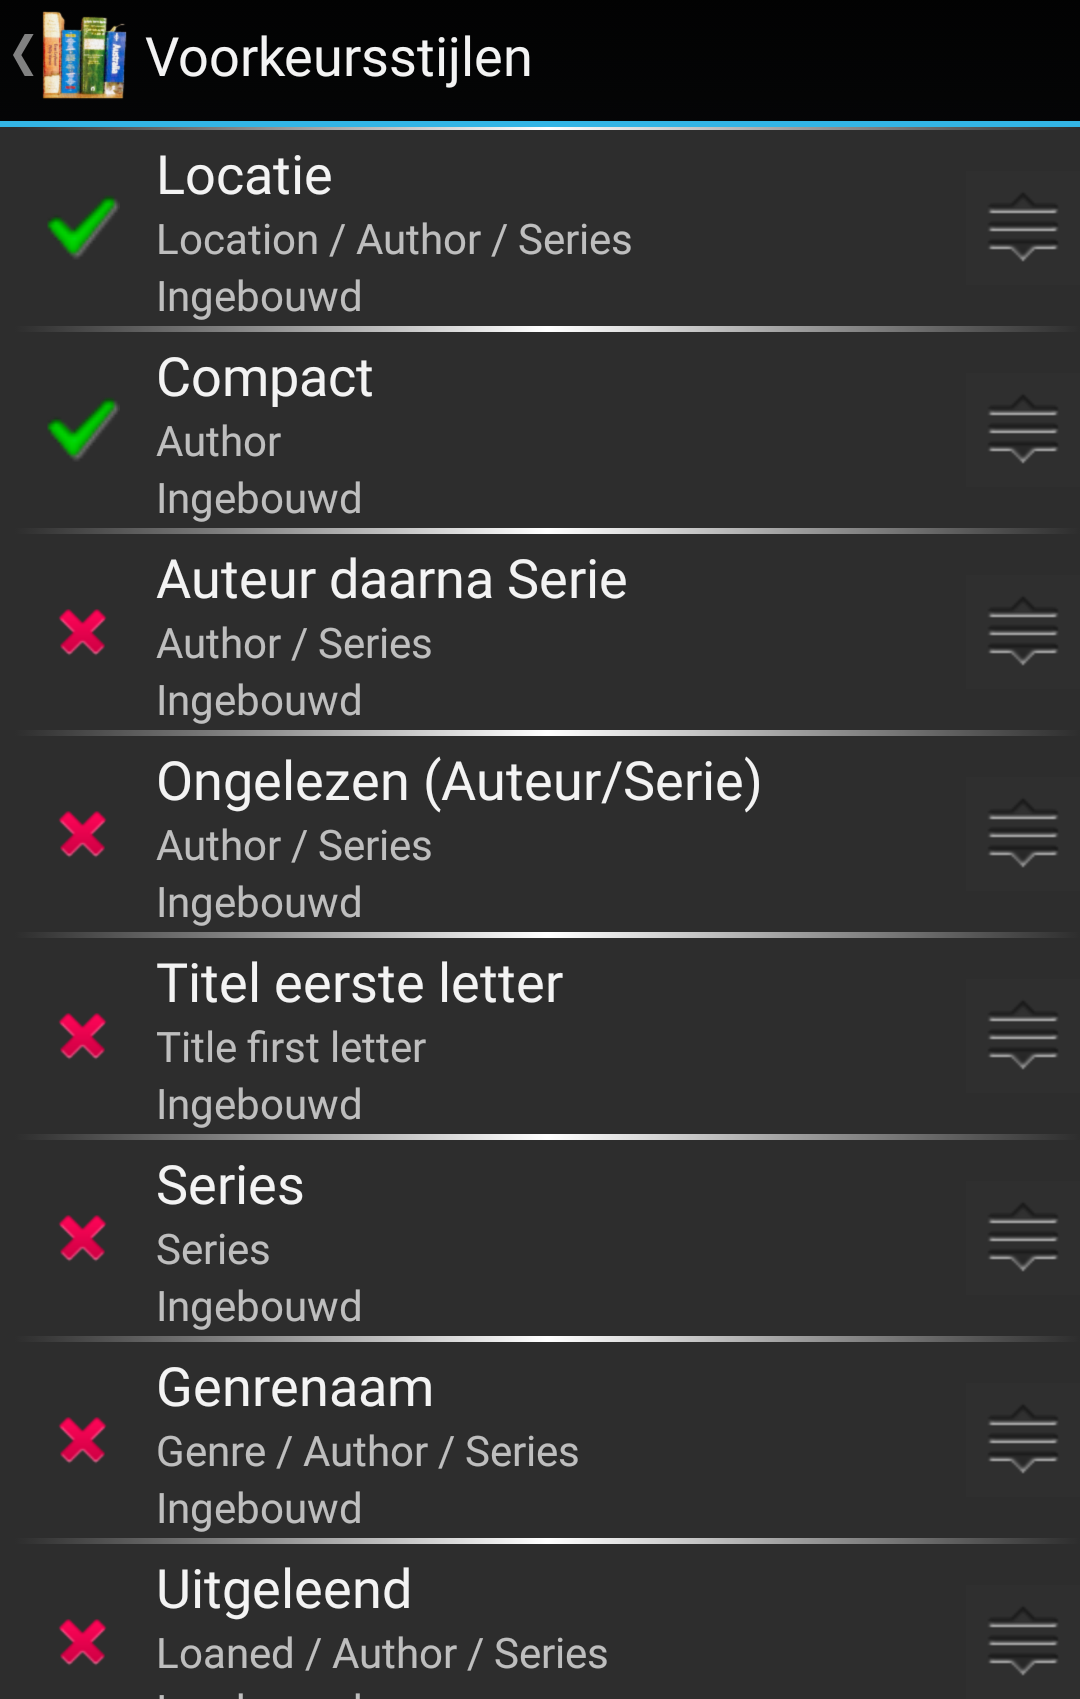 Voorkeursstijlen
Locatie
Location / Author / Series
Ingebouwd
Compact
Author
Ingebouwd
Auteur daarna Serie
Author / Series
Ingebouwd
Ongelezen (Auteur/Serie)
Author / Series
Ingebouwd
Titel eerste letter
Title first letter
Ingebouwd
Series
Series
Ingebouwd
Genrenaam
Genre / Author / Series
Ingebouwd
Uitgeleend
Loaned / Author / Series